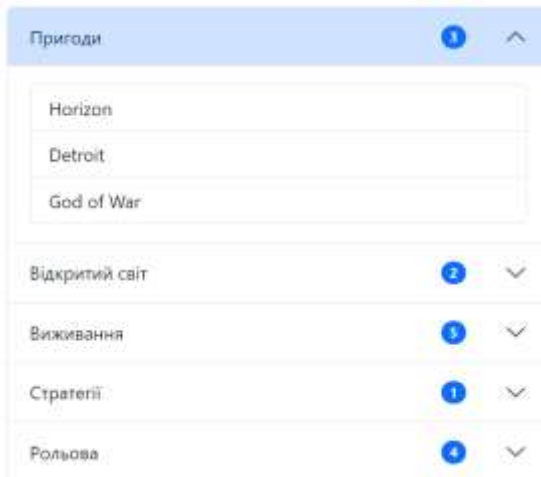 Пригоди 3
Horizon
Detroit
God of War
Відкритий світ 2
Виживання 5
Стратегії 1
Рольова 4